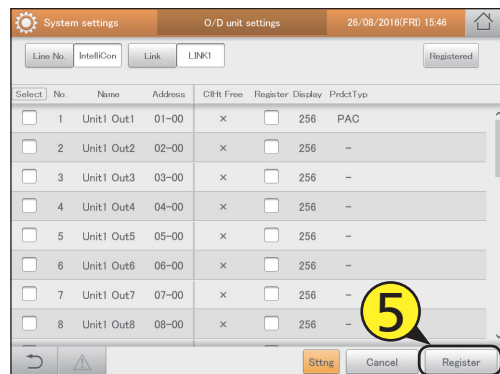 System settings O/D unit settings 26/08/2016(FRI) 15:46
Line No. IntelliCon Link LINK1 Registered
Select No. Name Address ClHt Free Register Display PrdctTyp
1 Unit1 Out1 01-00 × 256 PAC
2 Unit1 Out2 02-00 × 256 -
3 Unit1 Out3 03-00 × 256 -
4 Unit1 Out4 04-00 × 256 -
5 Unit1 Out5 05-00 × 256 -
6 Unit1 Out6 06-00 × 256 -
7 Unit1 Out7 07-00 × 256 -
8 Unit1 Out8 08-00 × 256 -
5
Sttng Cancel Register